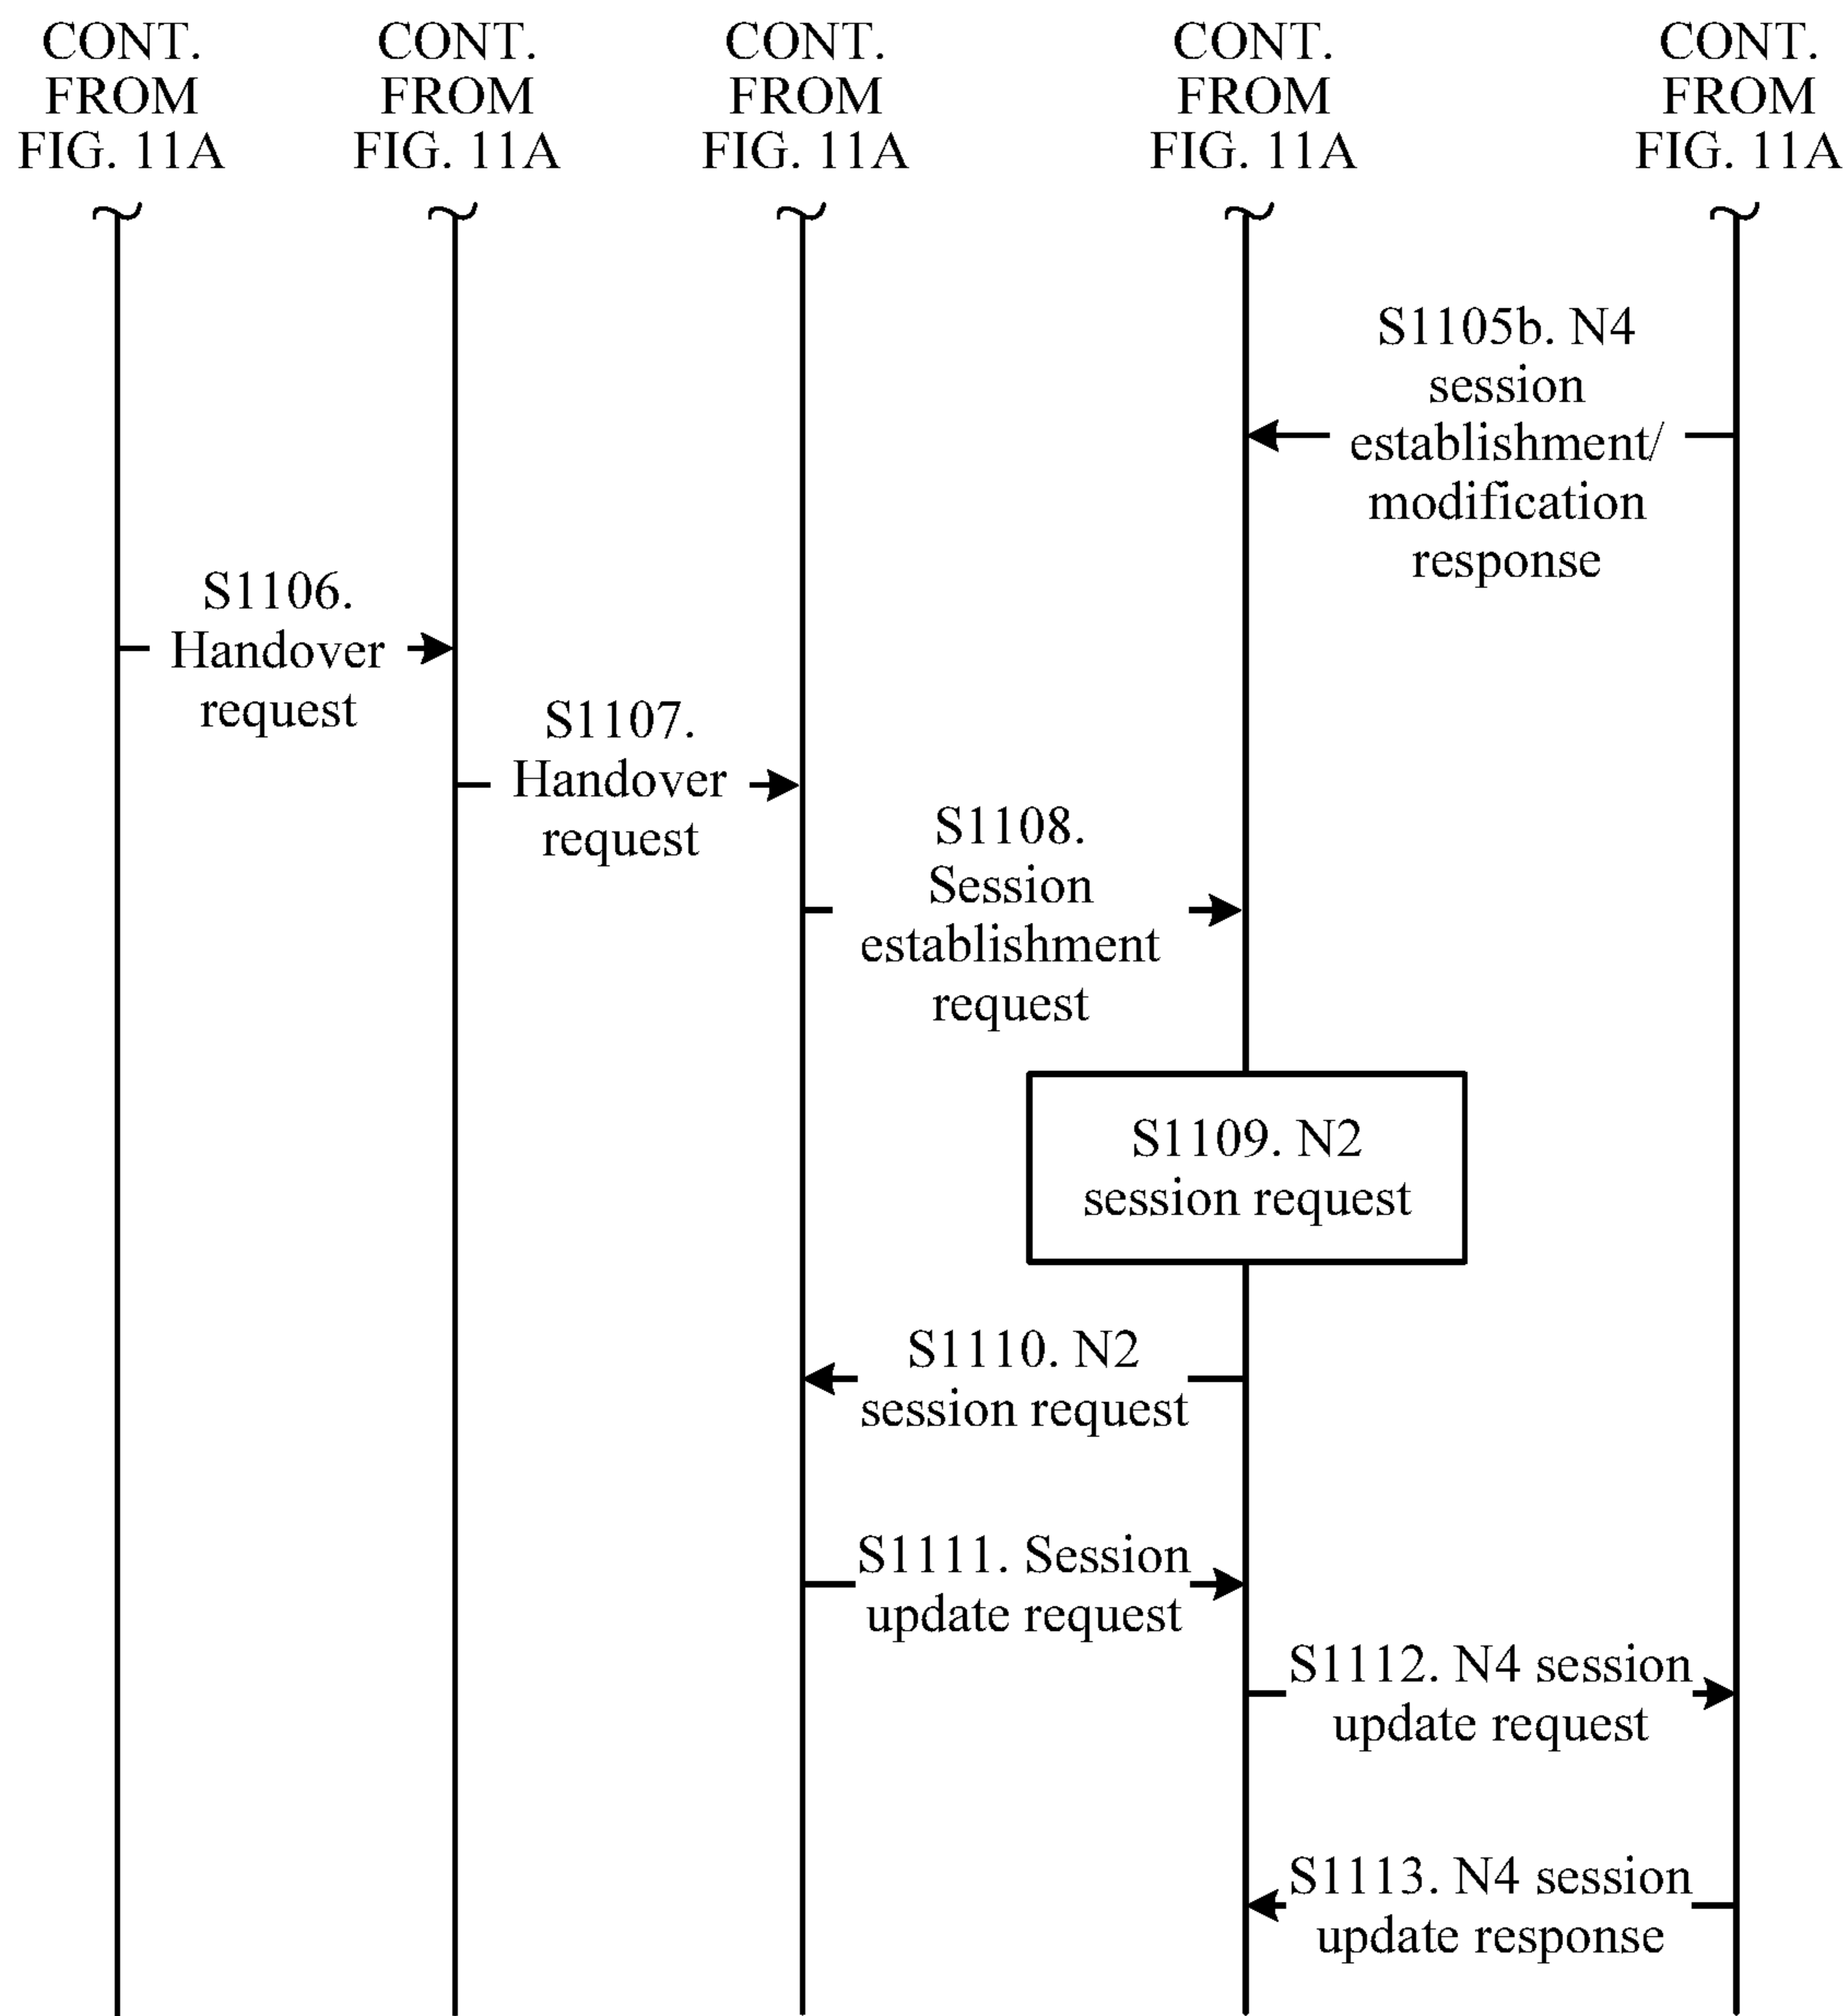 CONT.
FROM
FIG. 11A
CONT.
FROM
FIG. 11A
CONT.
FROM
FIG. 11A
CONT.
FROM
FIG. 11A
CONT.
FROM
FIG. 11A
S1105b. N4
session
establishment/
modification
response
S1106.
Handover
request
S1107.
Handover
request
S1108.
Session
establishment
request
S1109. N2
session request
S1110. N2
session request
S1111. Session
update request
S1112. N4 session
update request
S1113. N4 session
update response